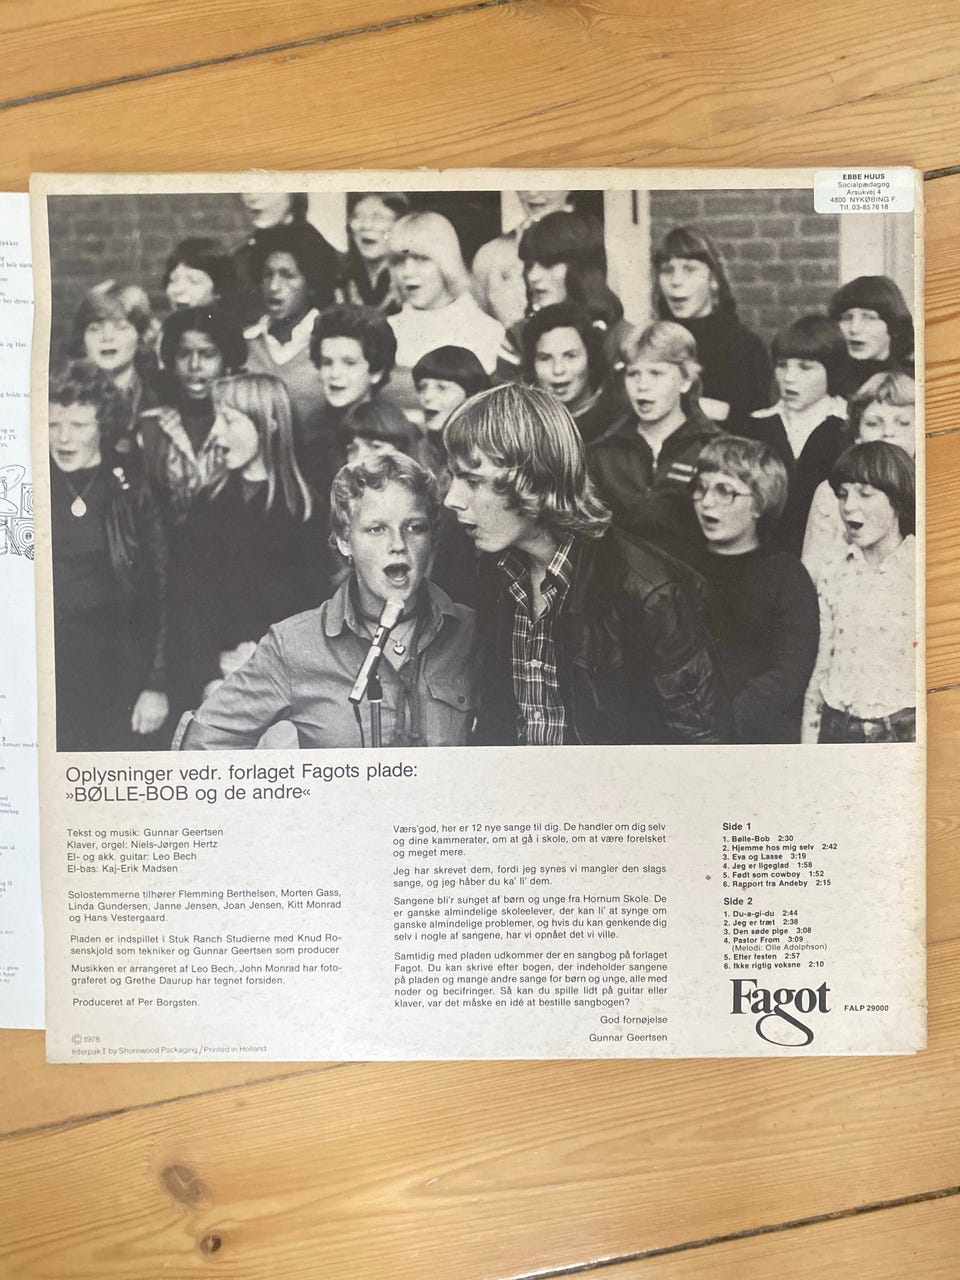 EBBE HUUS
Socialpædagog
Arsukvej 4
4800 NYKØBING F.
Tlf. 03-85 76 18
Oplysninger vedr. forlaget Fagots plade:
»BØLLE-BOB og de andre«
Tekst og musik: Gunnar Geertsen
Klaver, orgel: Niels-Jørgen Hertz
El- og akk. guitar: Leo Bech
El-bas: Kaj-Erik Madsen
Solostemmerne tilhører Flemming Berthelsen, Morten Gass,
Linda Gundersen, Janne Jensen, Joan Jensen, Kitt Monrad
og Hans Vestergaard.
Pladen er indspillet i Stuk Ranch Studierne med Knud Ro-
senskjold som tekniker og Gunnar Geertsen som producer.
Musikken er arrangeret af Leo Bech, John Monrad har foto-
graferet og Grethe Daurup har tegnet forsiden.
Produceret af Per Borgsten.
© 1978
Interpak I by Shorewood Packaging / Printed in Holland
Værs'god, her er 12 nye sange til dig. De handler om dig selv
og dine kammerater, om at gå i skole, om at være forelsket
og meget mere.
Jeg har skrevet dem, fordi jeg synes vi mangler den slags
sange, og jeg håber du ka' li' dem.
Sangene bli'r sunget af børn og unge fra Hornum Skole. De
er ganske almindelige skoleelever, der kan li' at synge om
ganske almindelige problemer, og hvis du kan genkende dig
selv i nogle af sangene, har vi opnået det vi ville.
Samtidig med pladen udkommer der en sangbog på forlaget
Fagot. Du kan skrive efter bogen, der indeholder sangene
på pladen og mange andre sange for børn og unge, alle med
noder og becifringer. Så kan du spille lidt på guitar eller
klaver, var det måske en idé at bestille sangbogen?
God fornøjelse
Gunnar Geertsen
Side 1
1. Bølle-Bob 2:30
2. Hjemme hos mig selv 2:42
3. Eva og Lasse 3:19
4. Jeg er ligeglad 1:58
5. Født som cowboy 1:52
6. Rapport fra Andeby 2:15
Side 2
1. Du-a-gi-du 2:44
2. Jeg er træt 2:38
3. Den søde pige 3:08
4. Pastor From 3:09
(Melodi: Olle Adolphson)
5. Efter festen 2:57
6. Ikke rigtig voksne 2:10
Fagot
FALP 29000